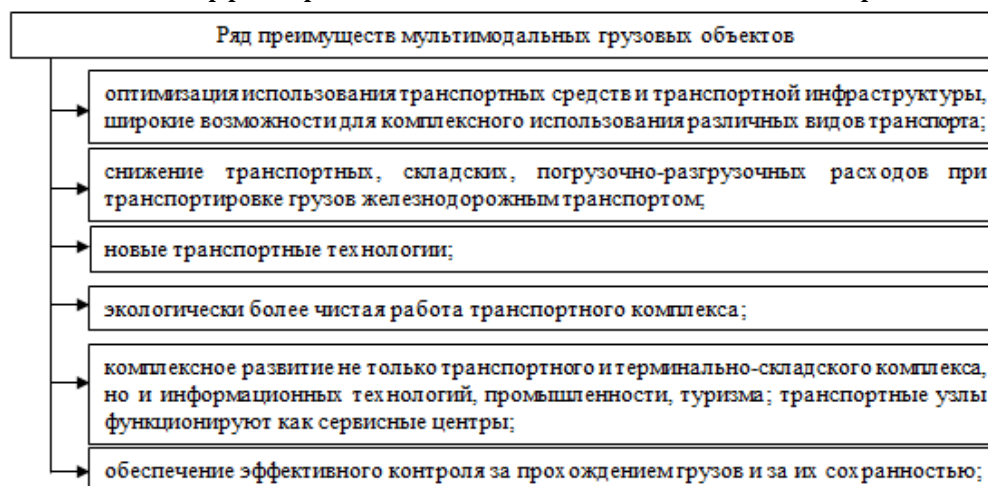 Ряд преимуществ мультимодальных грузовых объектов
оптимизация использования транспортных средств и транспортной инфраструктуры,
широкие возможности для комплексного использования различных видов транспорта;
снижение транспортных, складских, погрузочно-разгрузочных расходов при
транспортировке грузов железнодорожным транспортом;
новые транспортные технологии;
экологически более чистая работа транспортного комплекса;
комплексное развитие не только транспортного и терминально-складского комплекса,
но и информационных технологий, промышленности, туризма; транспортные узлы
функционируют как сервисные центры;
обеспечение эффективного контроля за прохождением грузов и за их сохранностью;